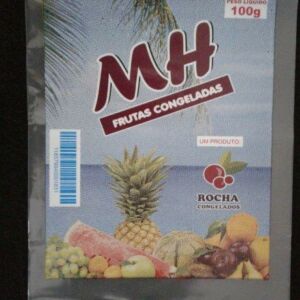 PESO LÍQUIDO
100g
MH
FRUTAS CONGELADAS
UM PRODUTO
ROCHA
CONGELADOS